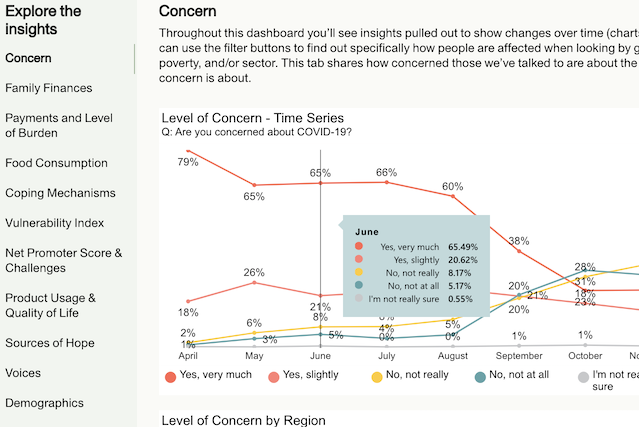 Explore the
insights
Concern
Family Finances
Payments and Level
of Burden
Food Consumption
Coping Mechanisms
Vulnerability Index
Net Promoter Score &
Challenges
Product Usage &
Quality of Life
Sources of Hope
Voices
Demographics
Concern
Throughout this dashboard you'll see insights pulled out to show changes over time (charts
can use the filter buttons to find out specifically how people are affected when looking by g
poverty, and/or sector. This tab shares how concerned those we've talked to are about the
concern is about.
Level of Concern - Time Series
Q: Are you concerned about COVID-19?
79%
65%
65%
66%
60%
38%
28%
31%
18%
23%
18%
26%
21%
20%
21%
20%
2%
1%
6%
3%
8%
5%
6%
4%
0%
5%
0%
1%
1%
June
Yes, very much 65.49%
Yes, slightly 20.62%
No, not really 8.17%
No, not at all 5.17%
I'm not really sure 0.55%
April May June July August September October No
Yes, very much Yes, slightly No, not really No, not at all I'm not rea
sure
Level of Concern by Region